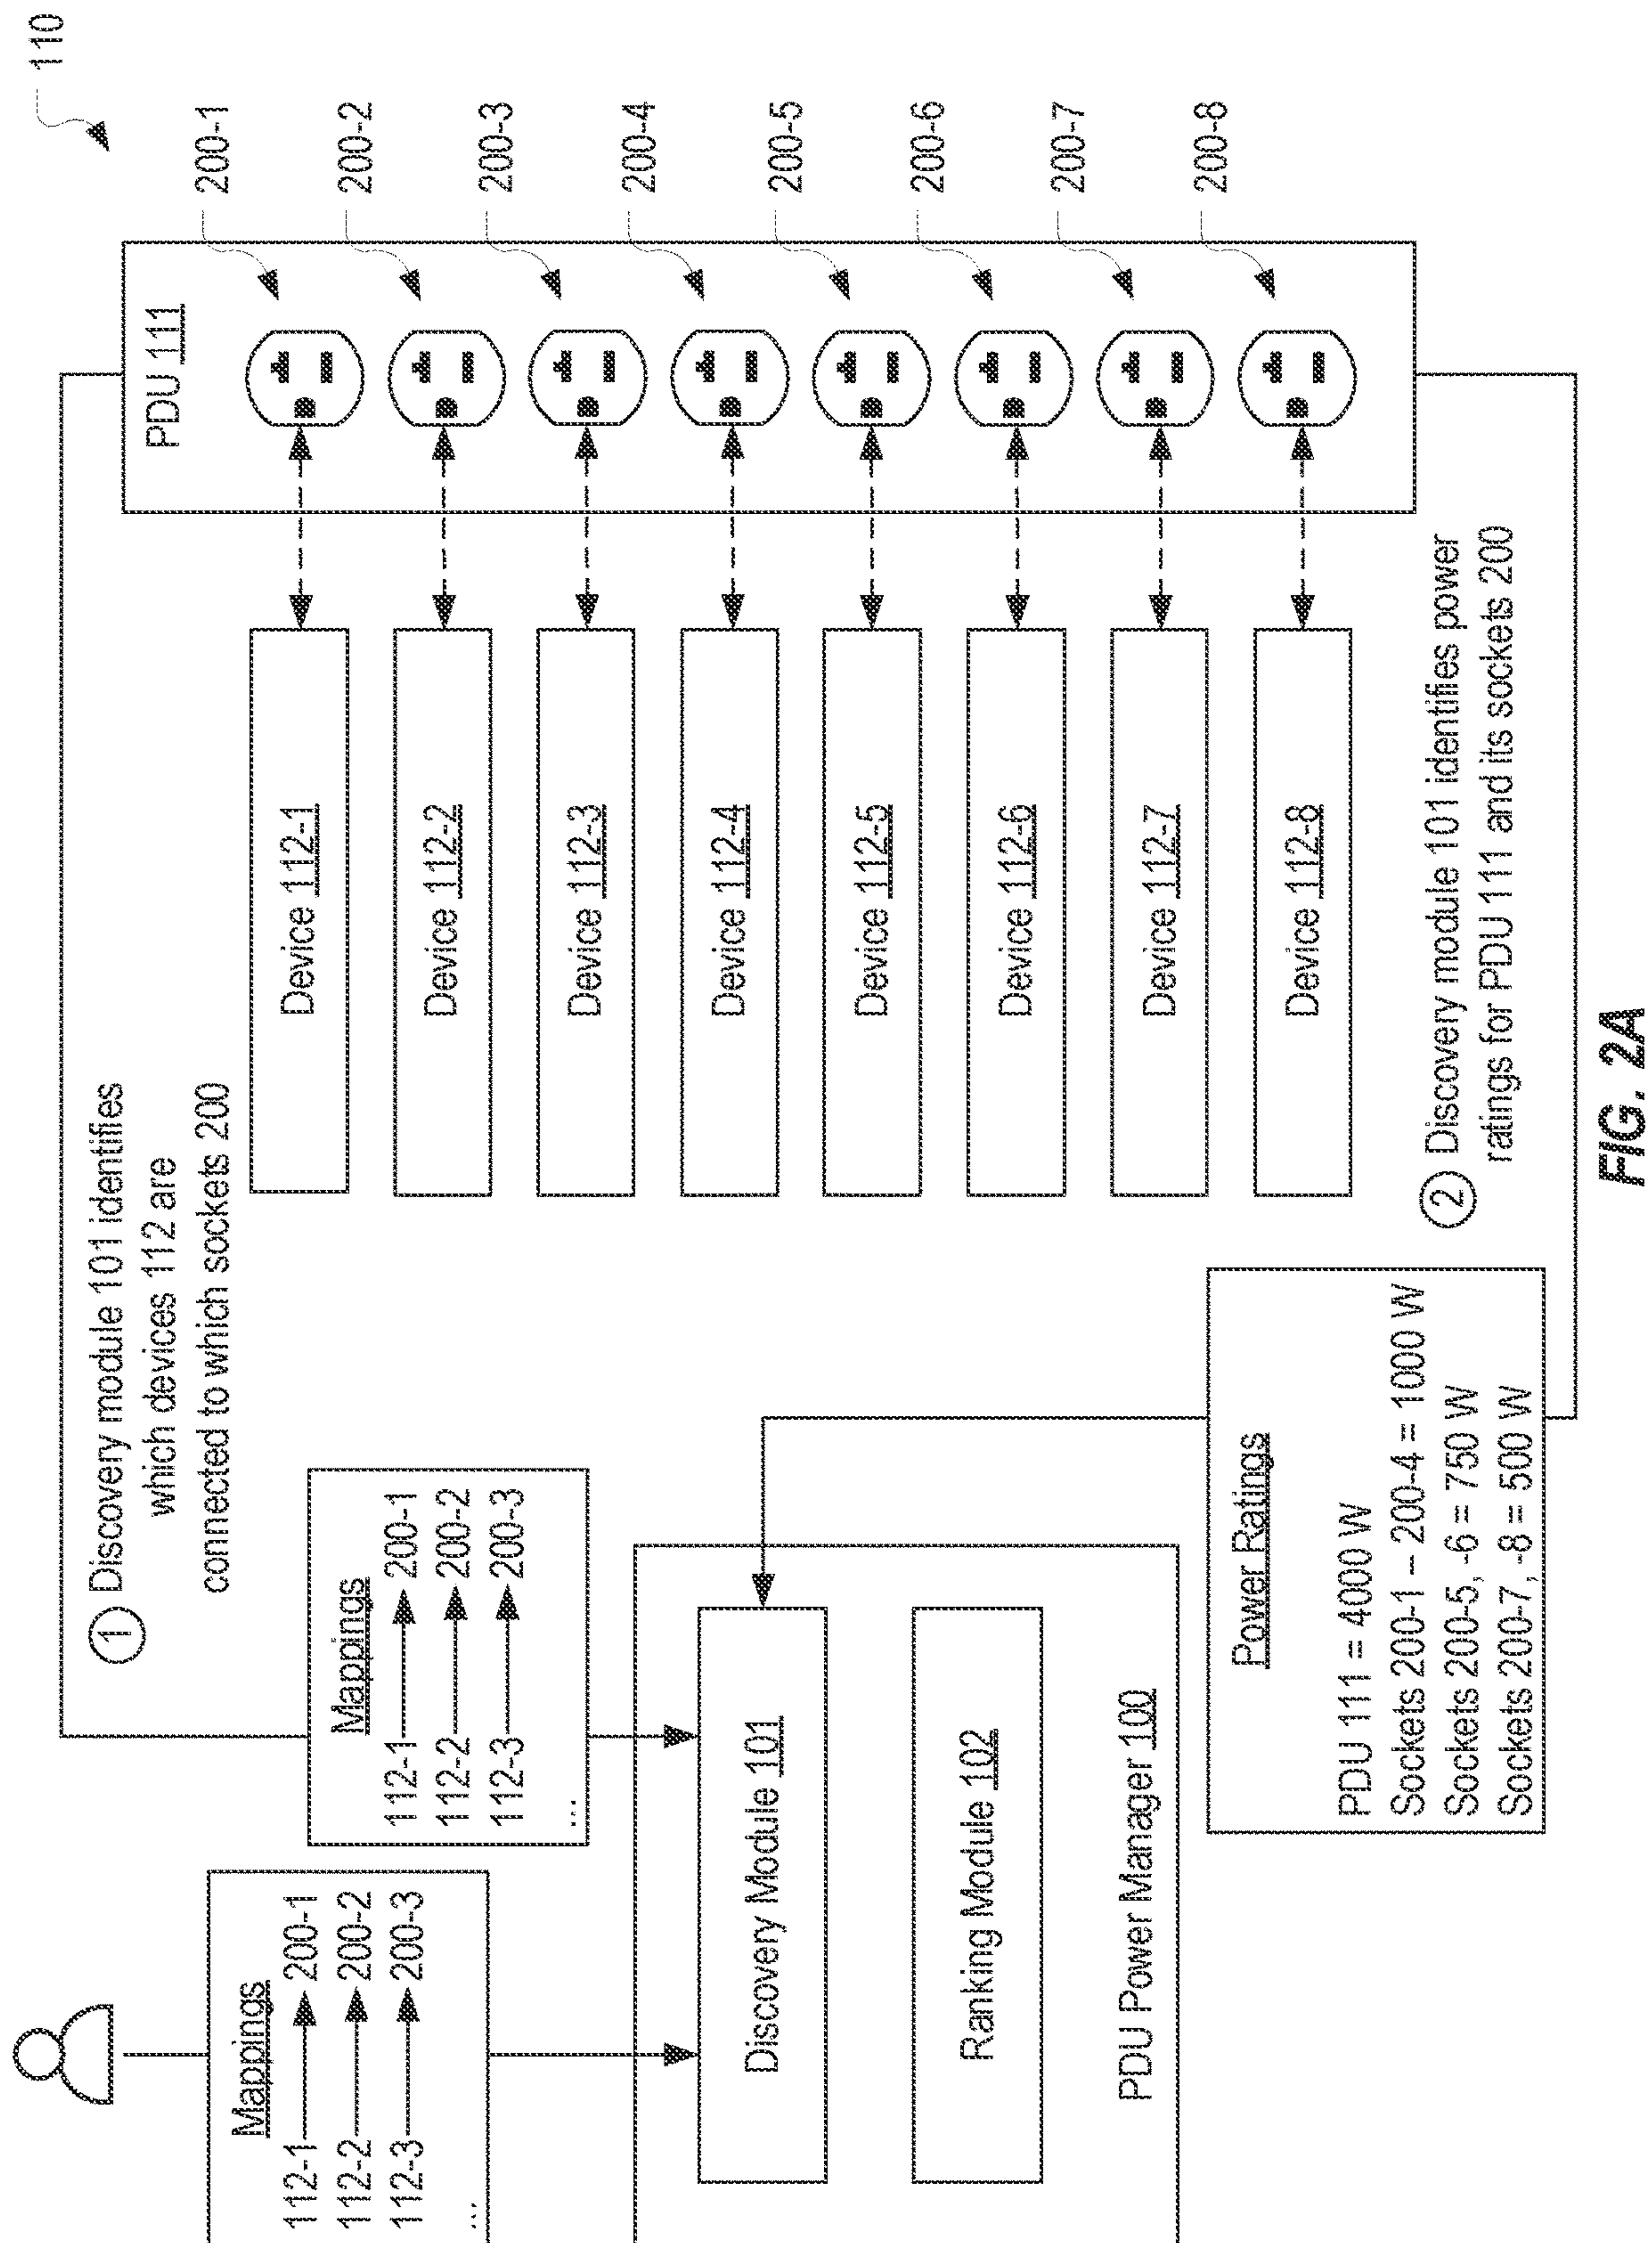 110
1 Discovery module 101 identifies
which devices 112 are
connected to which sockets 200
Mappings
112-1 200-1
112-2 200-2
112-3 200-3
...
Mappings
112-1 200-1
112-2 200-2
112-3 200-3
...
Discovery Module 101
Ranking Module 102
PDU Power Manager 100
Power Ratings
PDU 111 = 4000 W
Sockets 200-1 – 200-4 = 1000 W
Sockets 200-5, -6 = 750 W
Sockets 200-7, -8 = 500 W
Device 112-1
Device 112-2
Device 112-3
Device 112-4
Device 112-5
Device 112-6
Device 112-7
Device 112-8
PDU 111
200-1
200-2
200-3
200-4
200-5
200-6
200-7
200-8
2 Discovery module 101 identifies power
ratings for PDU 111 and its sockets 200
FIG. 2A